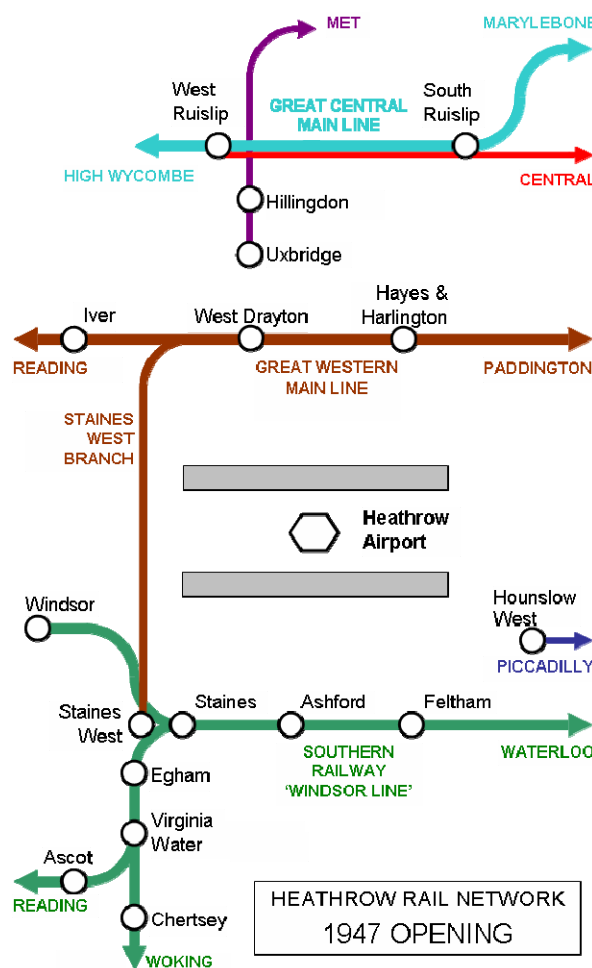 MET
MARYLEBONE
West
Ruislip
South
Ruislip
GREAT CENTRAL
MAIN LINE
HIGH WYCOMBE
CENTRAL
Hillingdon
Uxbridge
Iver
West Drayton
Hayes &
Harlington
READING
GREAT WESTERN
MAIN LINE
PADDINGTON
STAINES
WEST
BRANCH
Heathrow
Airport
Windsor
Hounslow
West
PICCADILLY
Staines
West
Staines
Ashford
Feltham
SOUTHERN
RAILWAY
'WINDSOR LINE'
WATERLOO
Egham
Virginia
Water
Ascot
READING
Chertsey
WOKING
HEATHROW RAIL NETWORK
1947 OPENING